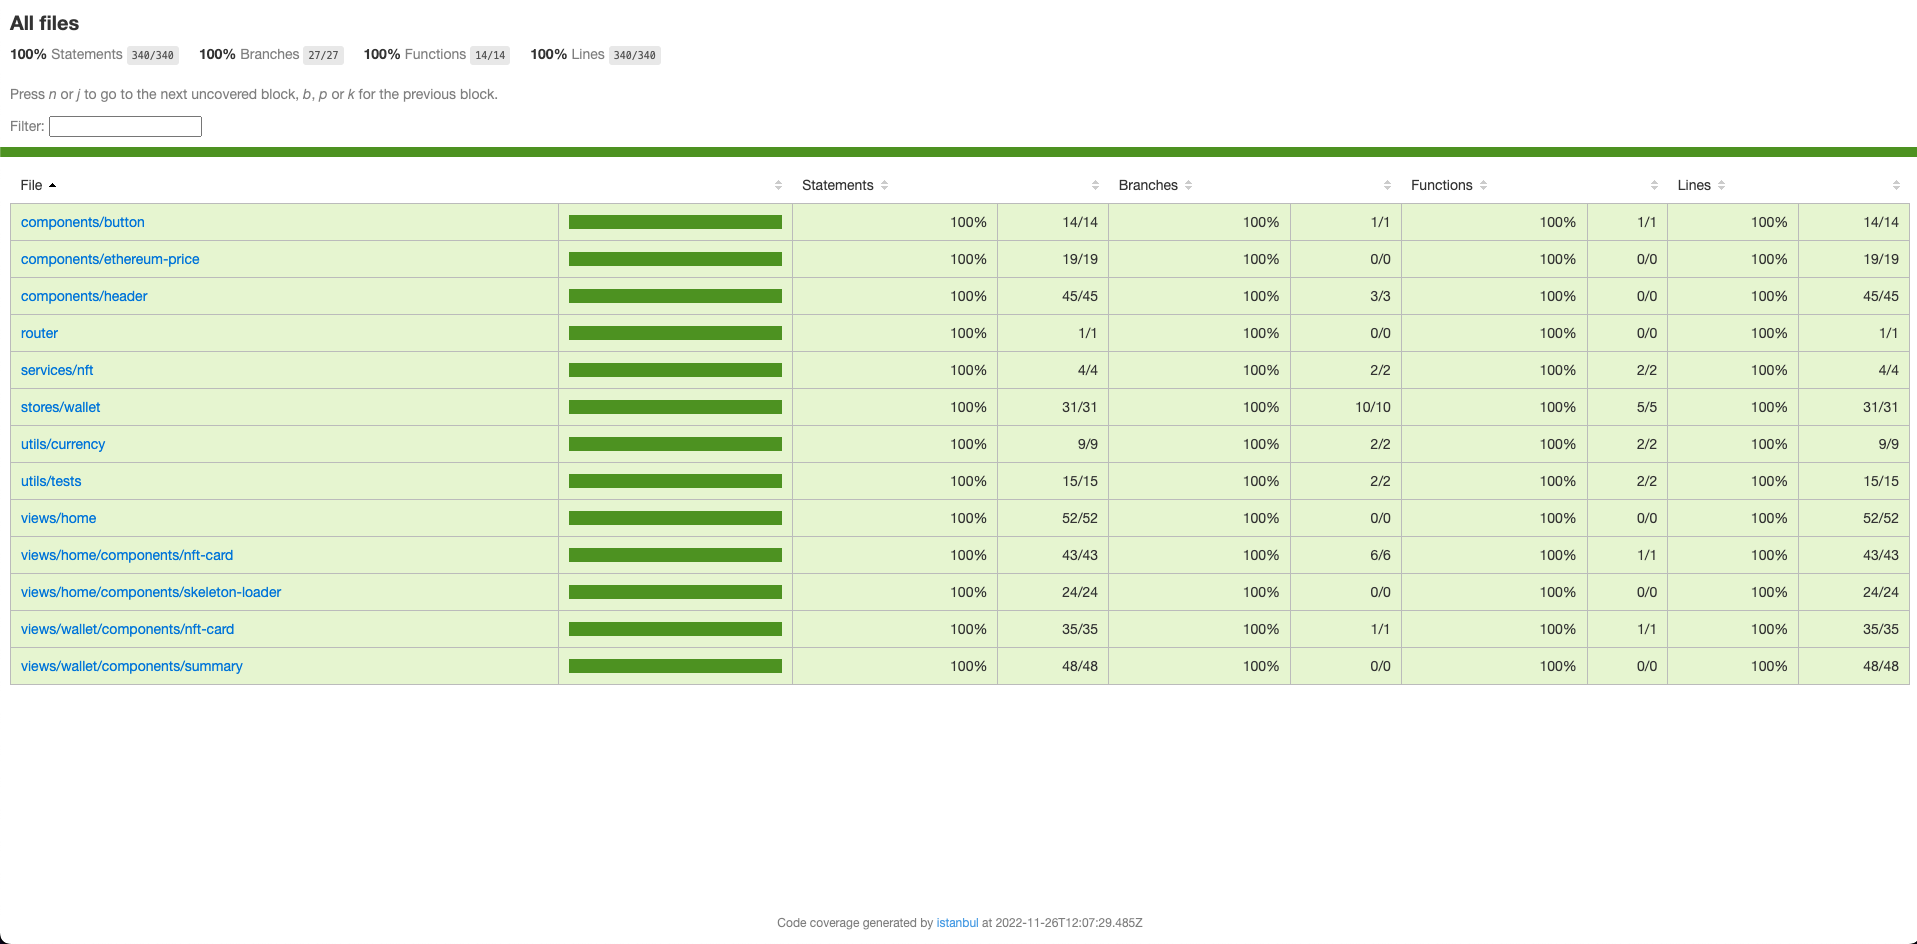 All files
100% Statements 340/340 100% Branches 27/27 100% Functions 14/14 100% Lines 340/340
Press n or j to go to the next uncovered block, b, p or k for the previous block.
Filter:
File Statements Branches Functions Lines
components/button 100% 14/14 100% 1/1 100% 1/1 100% 14/14
components/ethereum-price 100% 19/19 100% 0/0 100% 0/0 100% 19/19
components/header 100% 45/45 100% 3/3 100% 0/0 100% 45/45
router 100% 1/1 100% 0/0 100% 0/0 100% 1/1
services/nft 100% 4/4 100% 2/2 100% 2/2 100% 4/4
stores/wallet 100% 31/31 100% 10/10 100% 5/5 100% 31/31
utils/currency 100% 9/9 100% 2/2 100% 2/2 100% 9/9
utils/tests 100% 15/15 100% 2/2 100% 2/2 100% 15/15
views/home 100% 52/52 100% 0/0 100% 0/0 100% 52/52
views/home/components/nft-card 100% 43/43 100% 6/6 100% 1/1 100% 43/43
views/home/components/skeleton-loader 100% 24/24 100% 0/0 100% 0/0 100% 24/24
views/wallet/components/nft-card 100% 35/35 100% 1/1 100% 1/1 100% 35/35
views/wallet/components/summary 100% 48/48 100% 0/0 100% 0/0 100% 48/48
Code coverage generated by istanbul at 2022-11-26T12:07:29.485Z